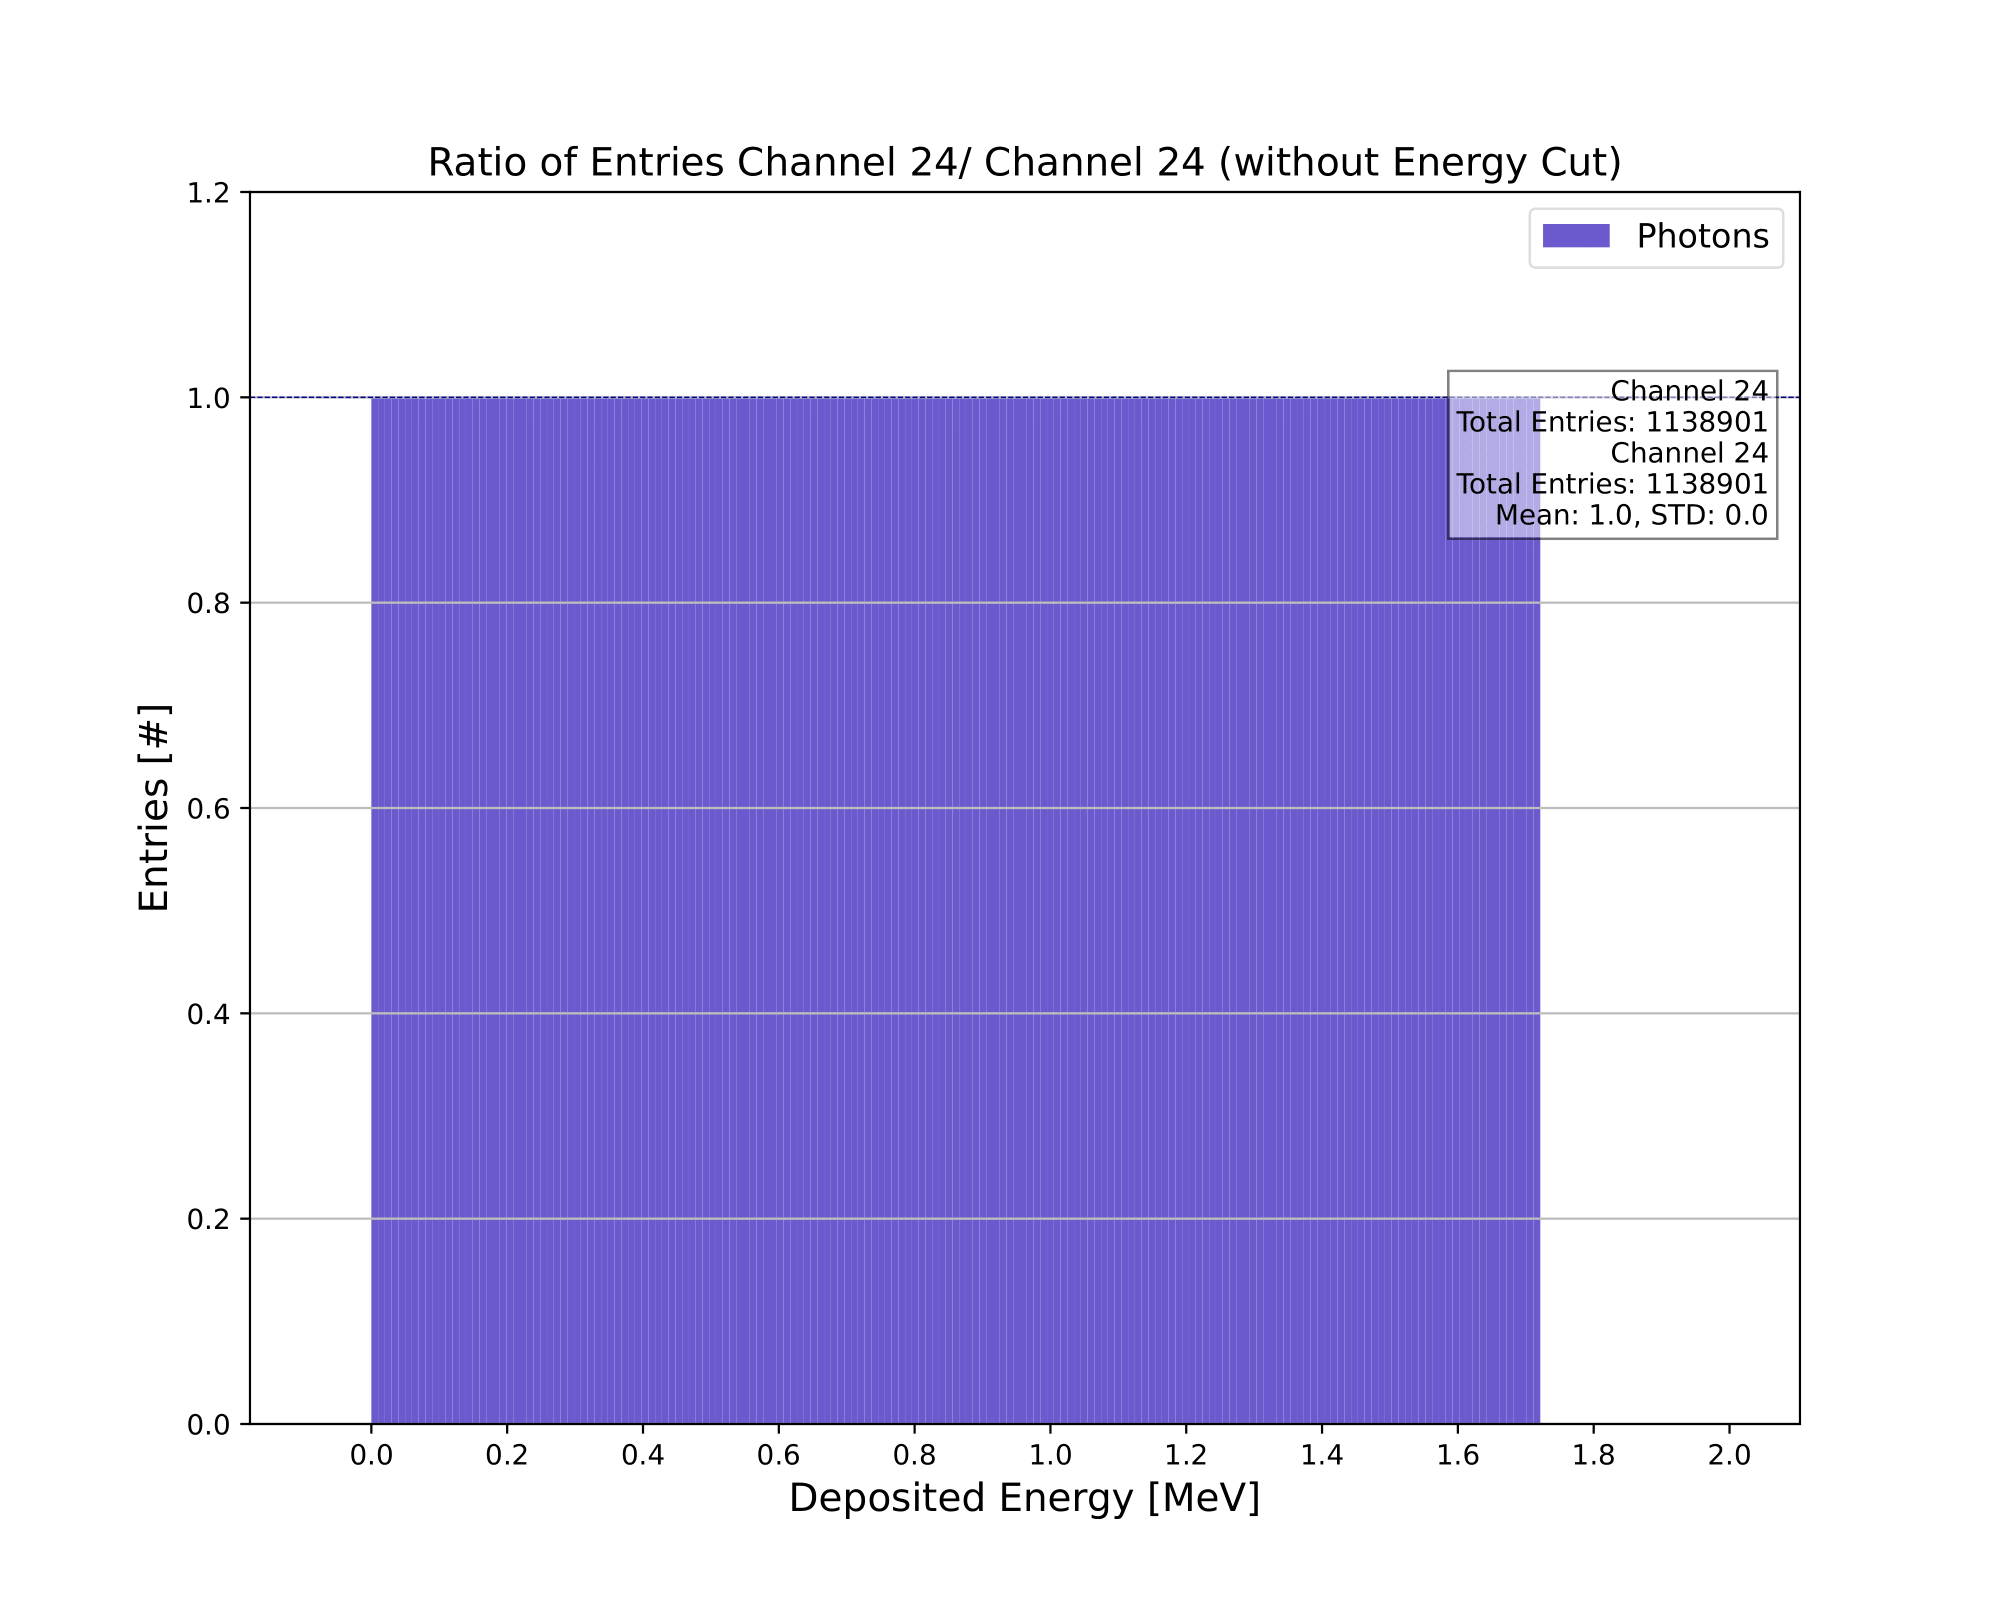 Ratio of Entries Channel 24/ Channel 24 (without Energy Cut)
1.2
Photons
1.0
Channel 24
Total Entries: 1138901
Channel 24
Total Entries: 1138901
Mean: 1.0, STD: 0.0
0.8
0.6
0.4
0.2
0.0
Entries [#]
0.0 0.2 0.4 0.6 0.8 1.0 1.2 1.4 1.6 1.8 2.0
Deposited Energy [MeV]